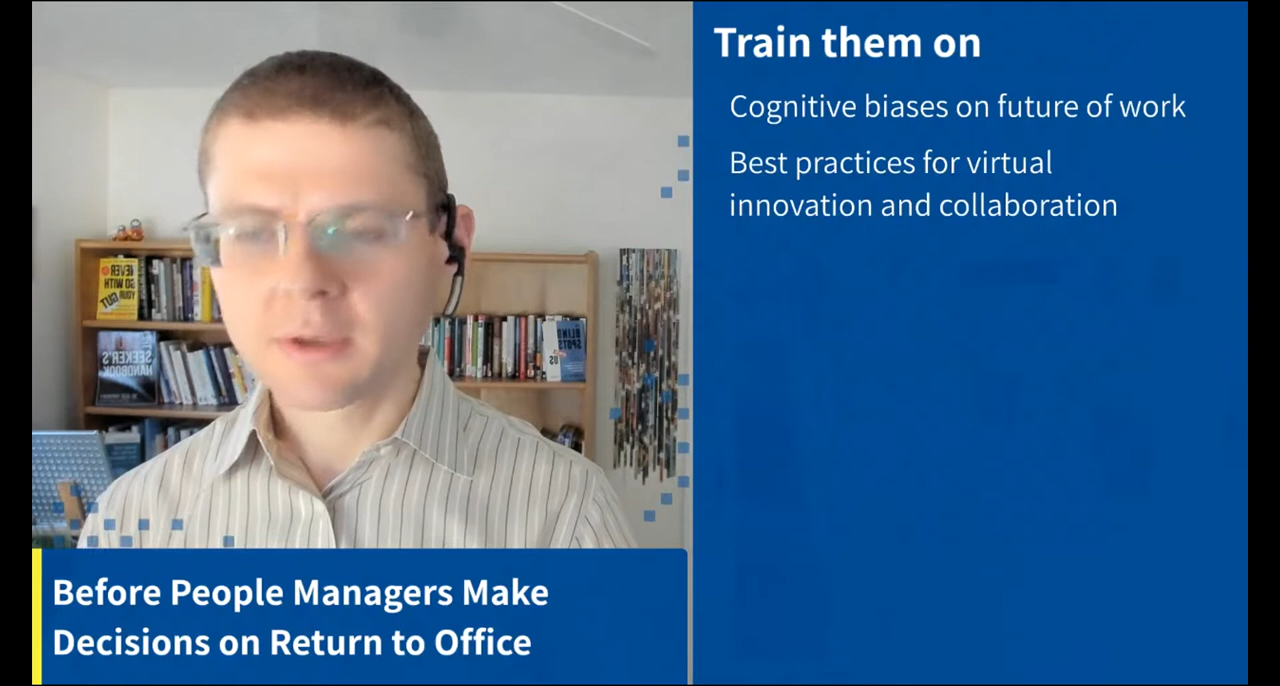 Train them on
Cognitive biases on future of work
Best practices for virtual
innovation and collaboration
NEVER
GO WITH
YOUR
GUT
SEEKER'S
HANDBOOK
BLIND
SPOTS
US
Before People Managers Make
Decisions on Return to Office